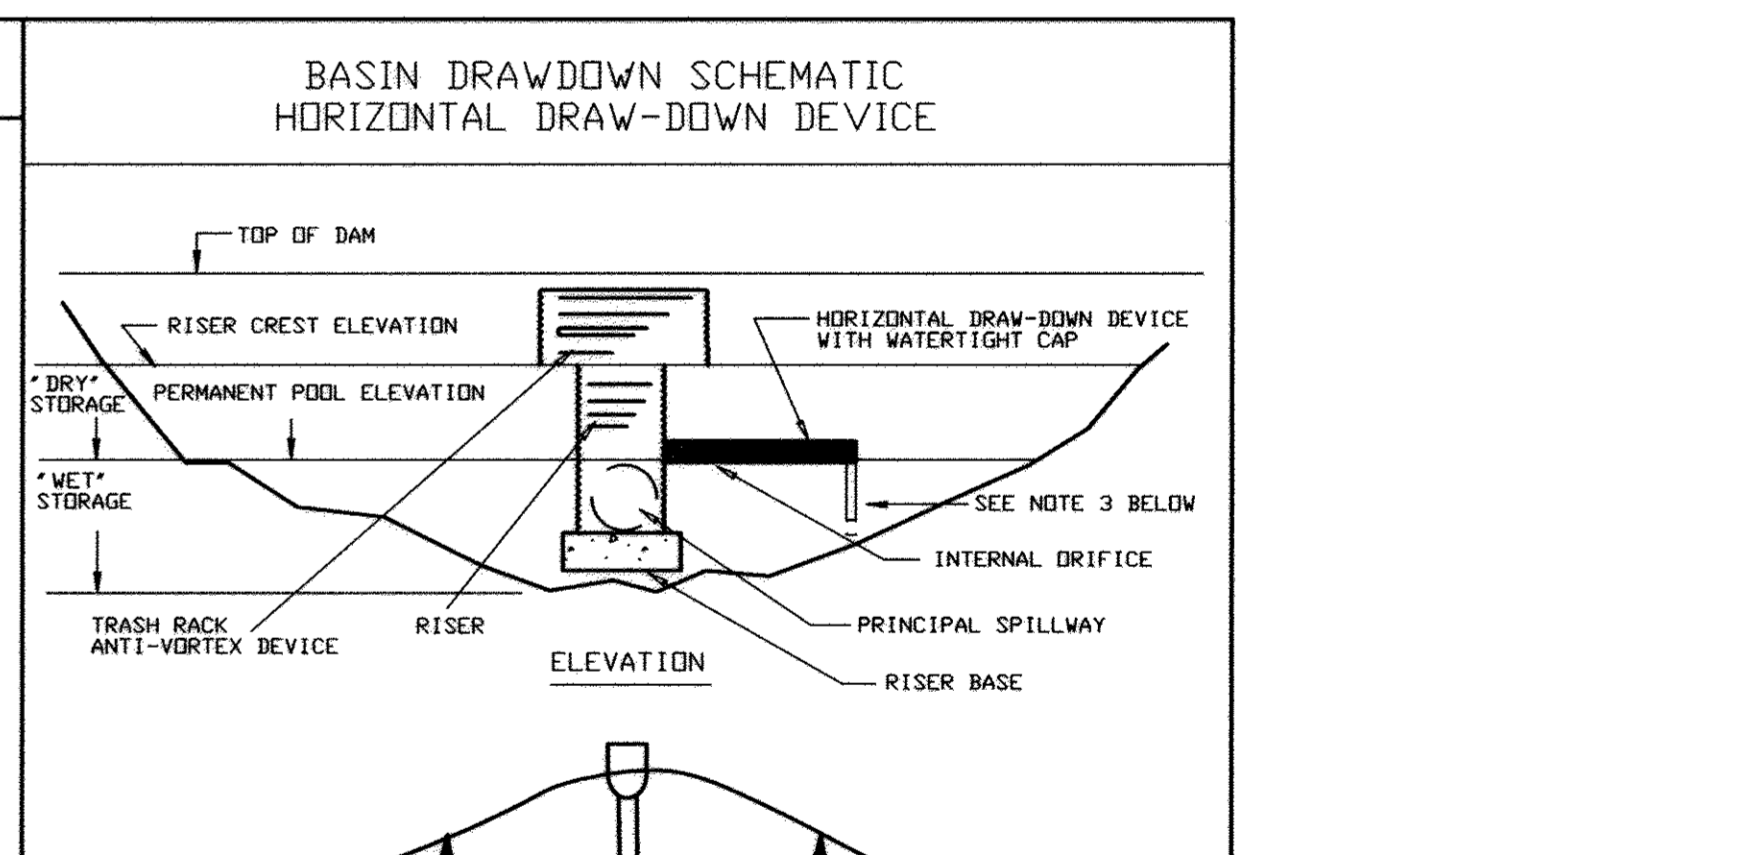 BASIN DRAWDOWN SCHEMATIC
HORIZONTAL DRAW-DOWN DEVICE
TOP OF DAM
RISER CREST ELEVATION
HORIZONTAL DRAW-DOWN DEVICE
WITH WATERTIGHT CAP
"DRY"
STORAGE
PERMANENT POOL ELEVATION
"WET"
STORAGE
SEE NOTE 3 BELOW
INTERNAL ORIFICE
TRASH RACK
ANTI-VORTEX DEVICE
RISER
PRINCIPAL SPILLWAY
ELEVATION
RISER BASE